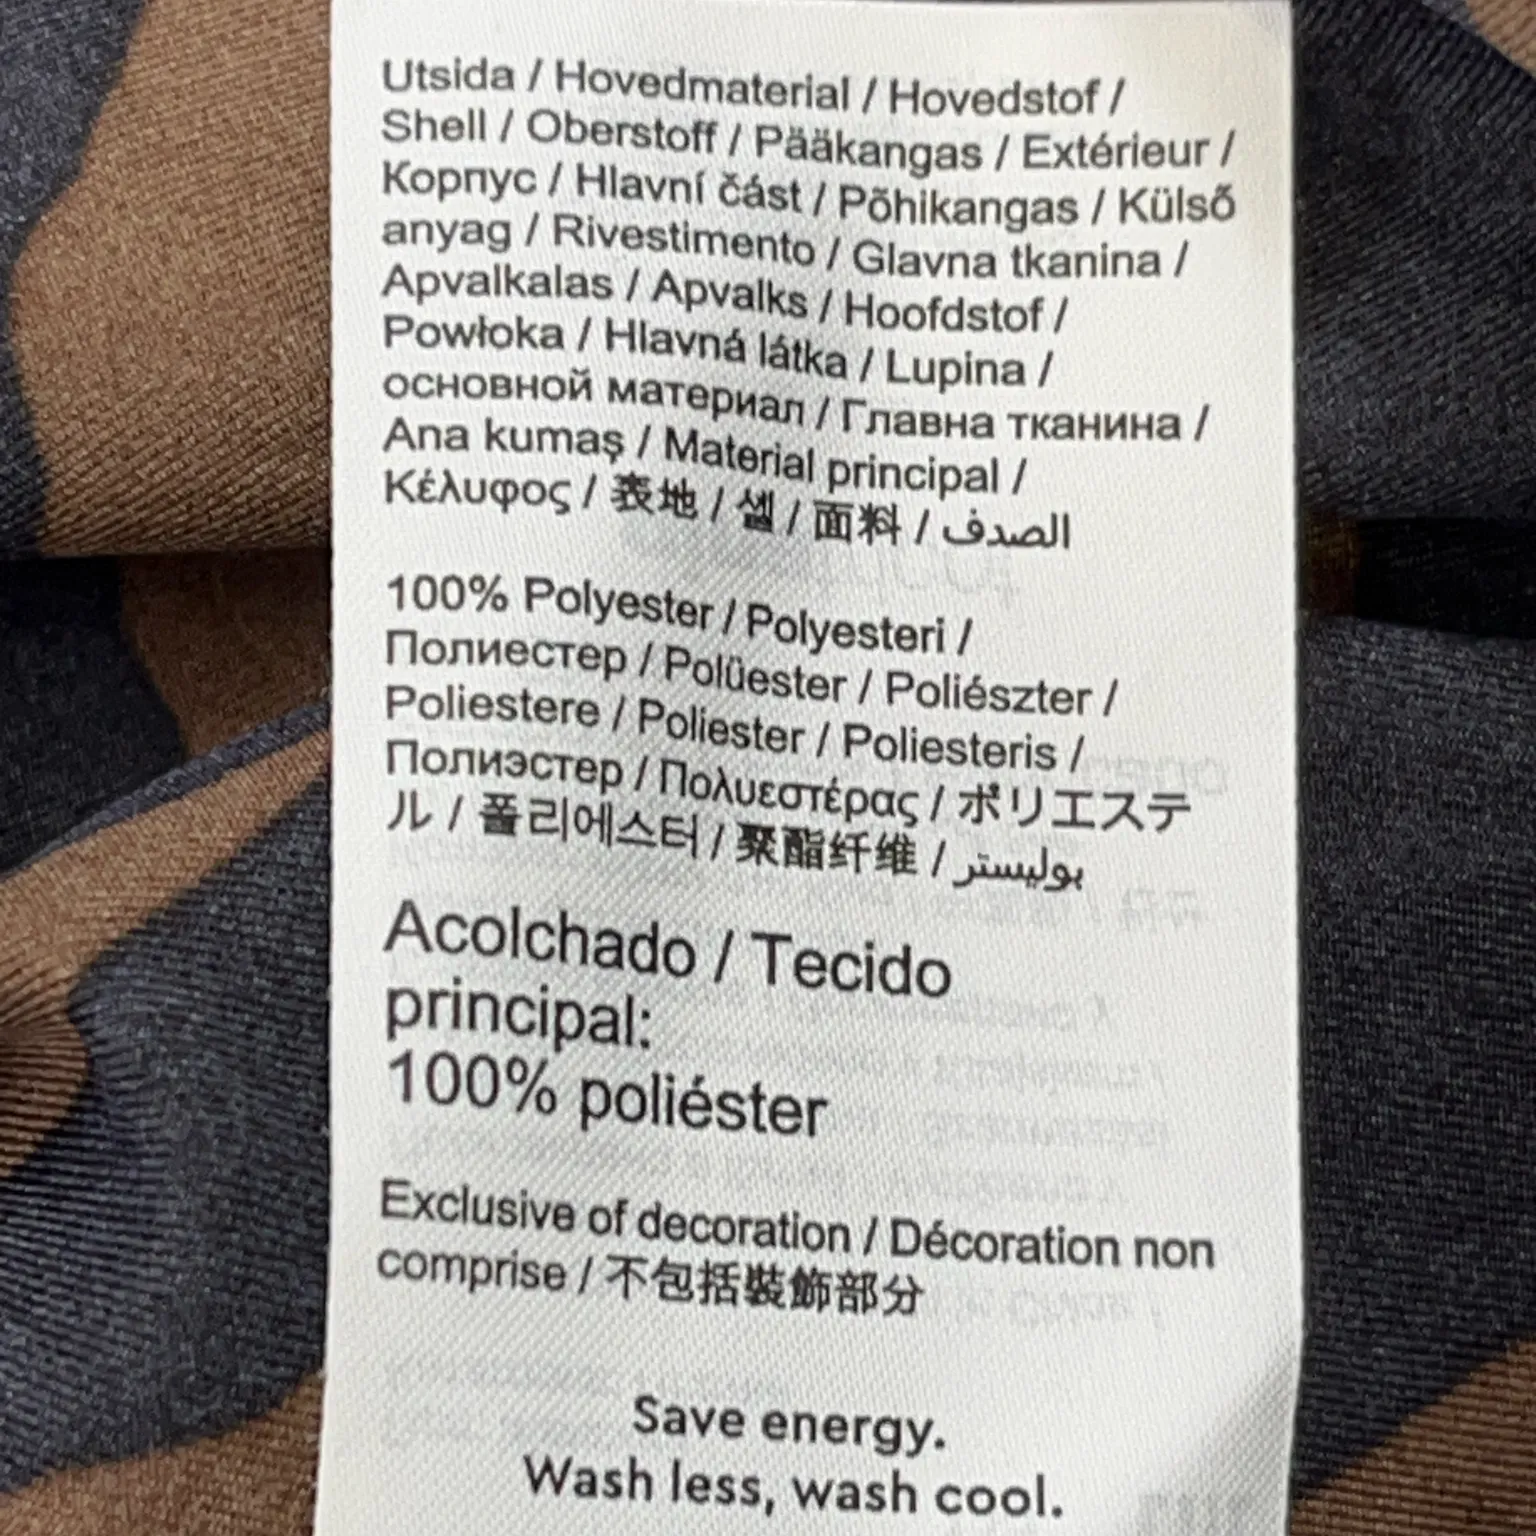 Utsida / Hovedmaterial / Hovedstof /
Shell / Oberstoff / Pääkangas / Extérieur /
Корпус / Hlavní část / Põhikangas / Külső
anyag / Rivestimento / Glavna tkanina /
Apvalkalas / Apvalks / Hoofdstof /
Powłoka / Hlavná látka / Lupina /
основной материал / Главна тканина /
Ana kumaş / Material principal /
Κέλυφος / 表地 / 셸 / 面料 / الصدف
100% Polyester / Polyesteri /
Полиестер / Polüester / Poliészter /
Poliestere / Poliester / Poliesteris /
Полиэстер / Πολυεστέρας / ポリエステ
ル / 폴리에스터 / 聚酯纤维 / بوليستر
Acolchado / Tecido
principal:
100% poliéster
Exclusive of decoration / Décoration non
comprise / 不包括裝飾部分
Save energy.
Wash less, wash cool.